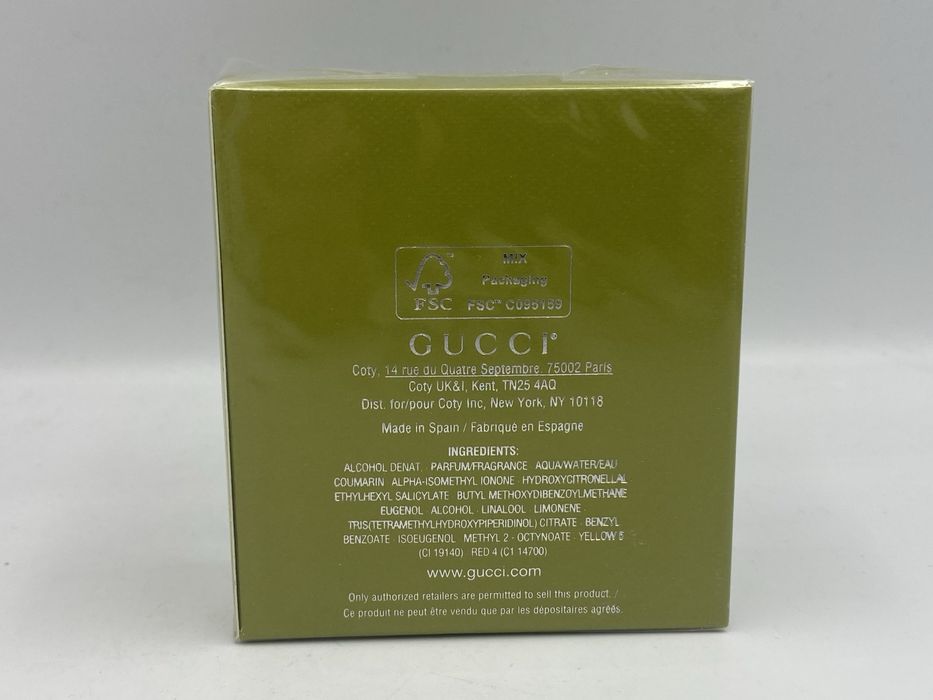 MIX
Packaging
FSC™ C095189
FSC™
GUCCI®
Coty, 14 rue du Quatre Septembre, 75002 Paris
Coty UK&I, Kent, TN25 4AQ
Dist. for/pour Coty Inc, New York, NY 10118
Made in Spain / Fabriqué en Espagne
INGREDIENTS:
ALCOHOL DENAT. · PARFUM/FRAGRANCE · AQUA/WATER/EAU
COUMARIN · ALPHA-ISOMETHYL IONONE · HYDROXYCITRONELLAL
ETHYLHEXYL SALICYLATE · BUTYL METHOXYDIBENZOYLMETHANE
EUGENOL · ALCOHOL · LINALOOL · LIMONENE ·
TRIS(TETRAMETHYLHYDROXYPIPERIDINOL) CITRATE · BENZYL
BENZOATE · ISOEUGENOL · METHYL 2 - OCTYNOATE · YELLOW 5
(CI 19140) · RED 4 (C1 14700)
www.gucci.com
Only authorized retailers are permitted to sell this product. /
Ce produit ne peut être vendu que par les dépositaires agréés.